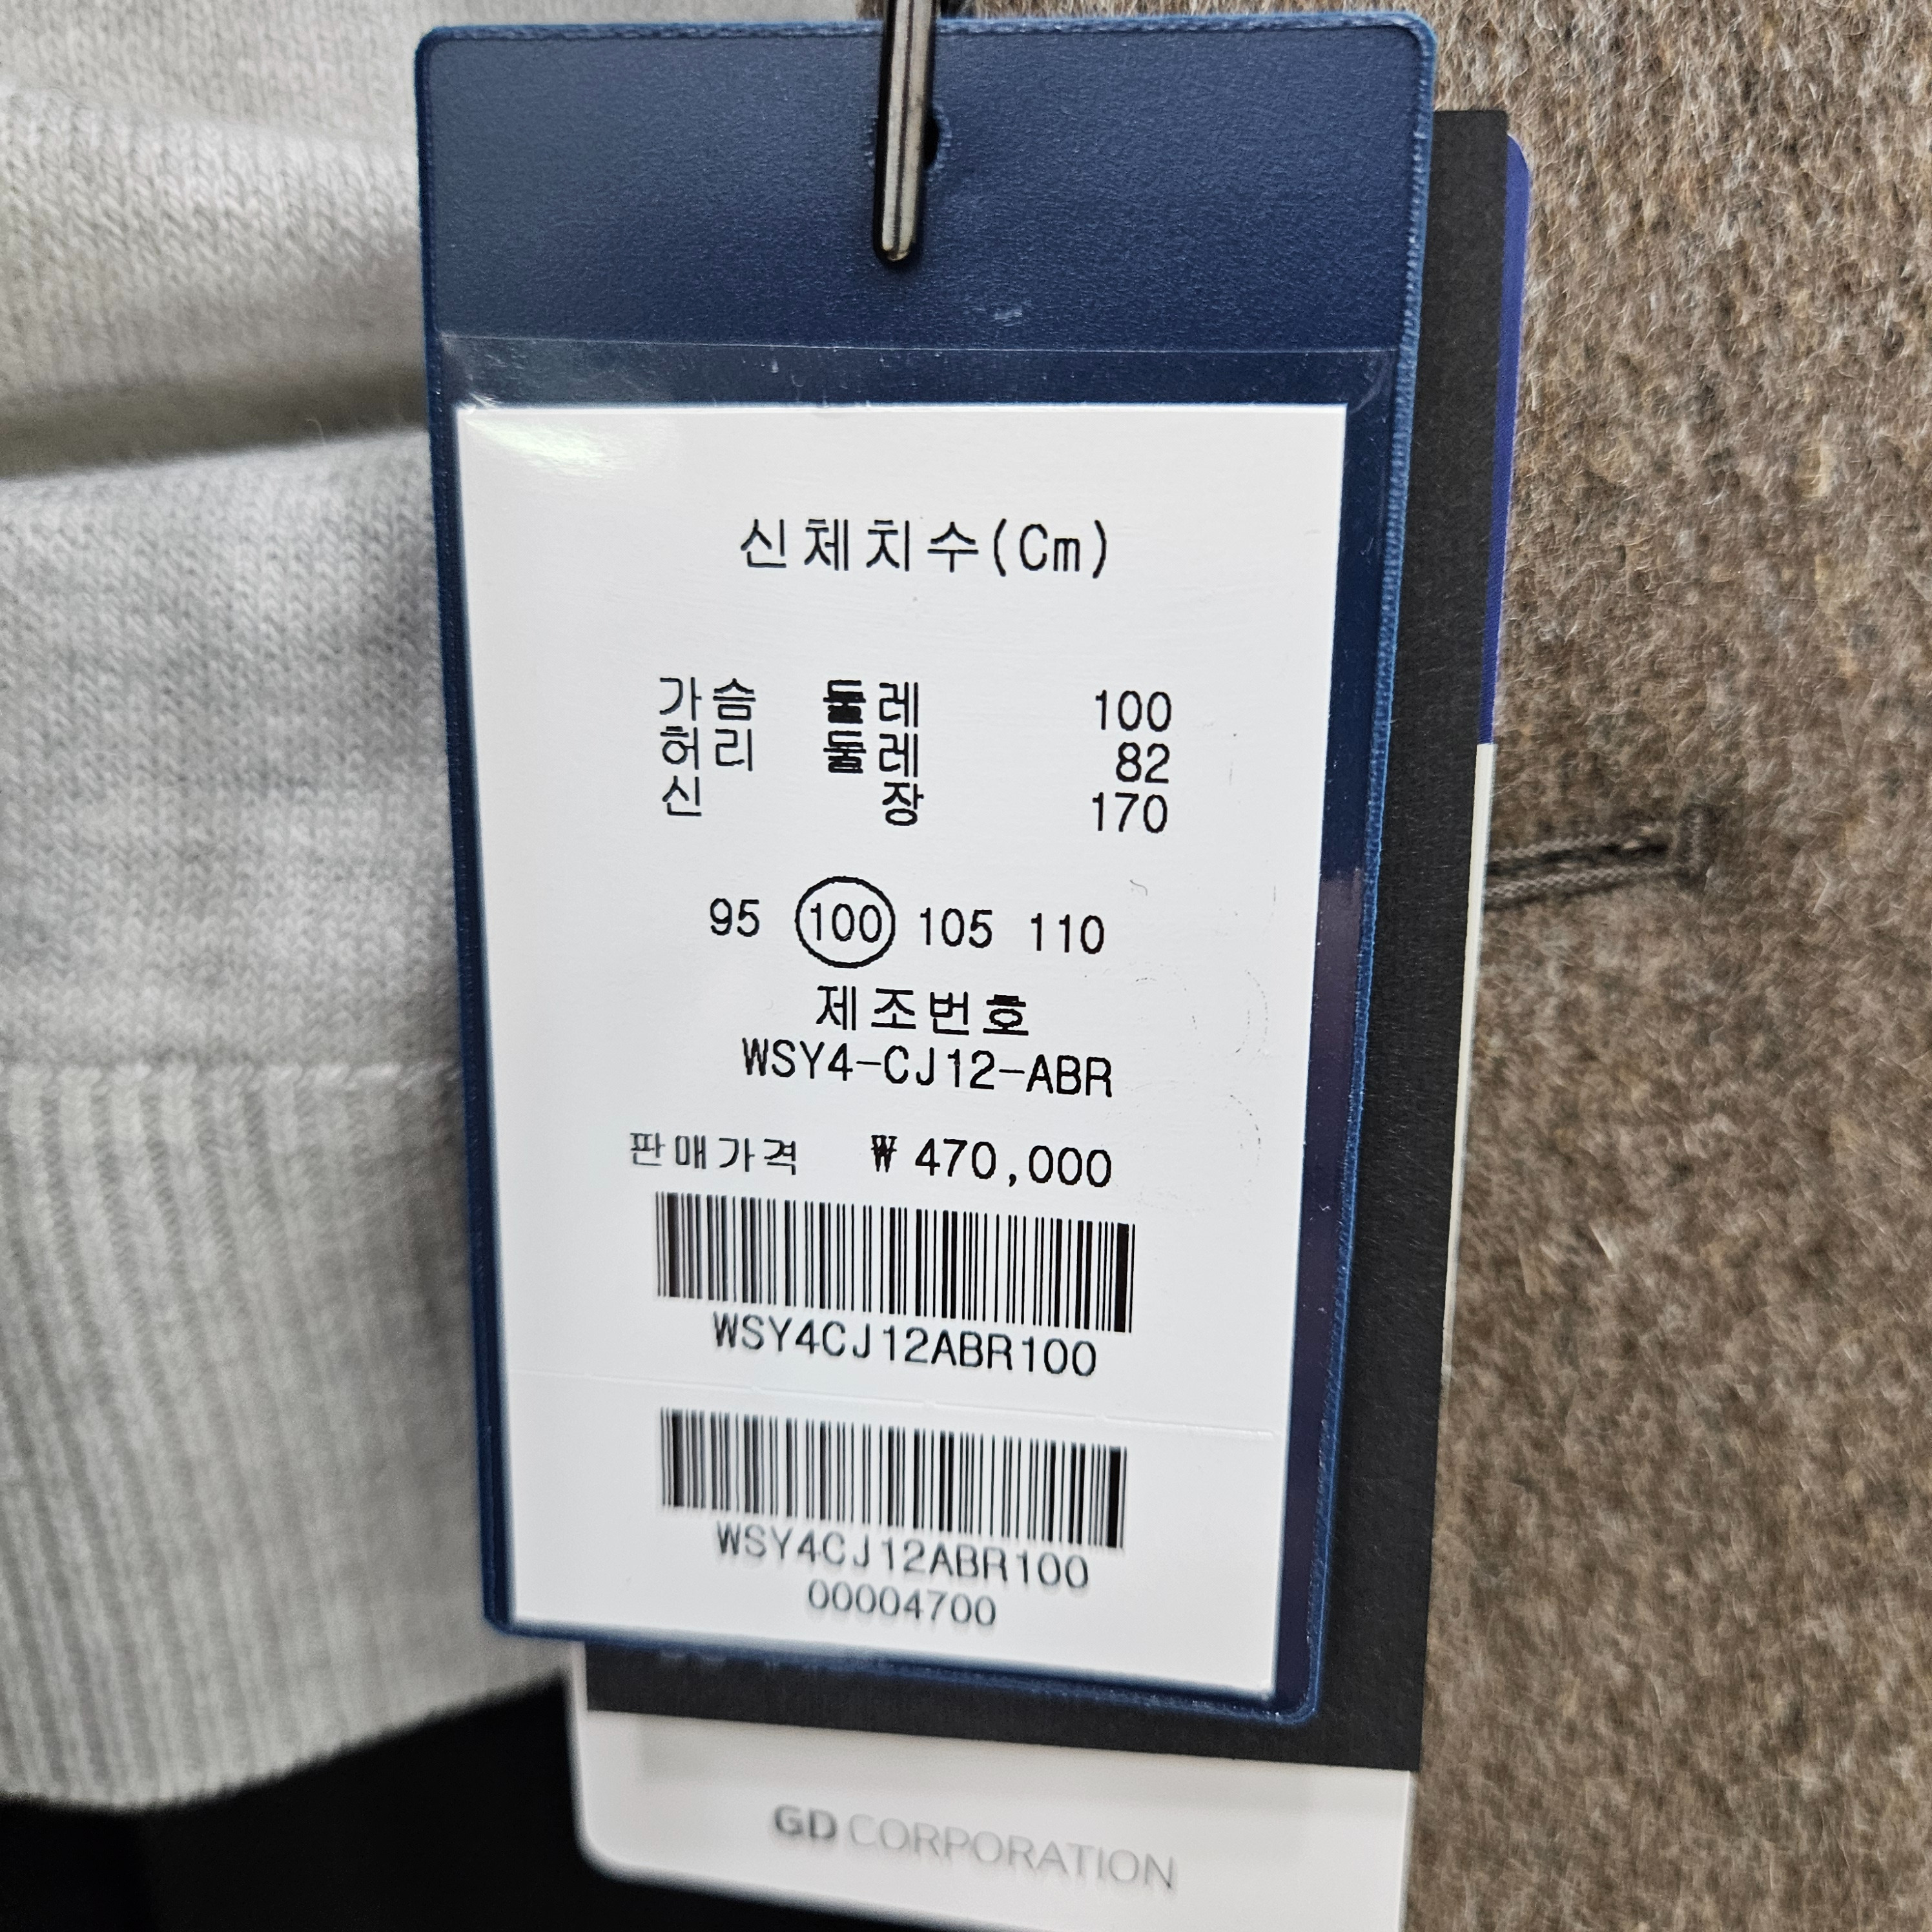 신체치수(Cm)
가슴 둘레 100
허리 둘레 82
신 장 170
95 100 105 110
제조번호
WSY4-CJ12-ABR
판매가격 ₩ 470,000
WSY4CJ12ABR100
WSY4CJ12ABR100
00004700
GD CORPORATION